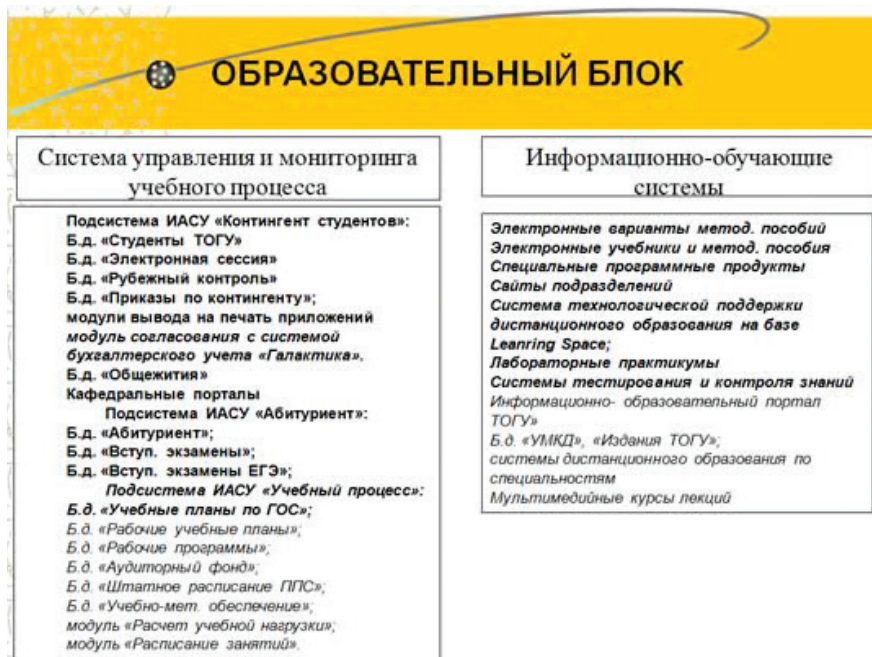 ОБРАЗОВАТЕЛЬНЫЙ БЛОК
Система управления и мониторинга
учебного процесса
Подсистема ИАСУ «Контингент студентов»:
Б.д. «Студенты ТОГУ»
Б.д. «Электронная сессия»
Б.д. «Рубежный контроль»
Б.д. «Приказы по контингенту»;
модули вывода на печать приложений
модуль согласования с системой
бухгалтерского учета «Галактика».
Б.д. «Общежития»
Кафедральные порталы
Подсистема ИАСУ «Абитуриент»:
Б.д. «Абитуриент»;
Б.д. «Вступ. экзамены»;
Б.д. «Вступ. экзамены ЕГЭ»;
Подсистема ИАСУ «Учебный процесс»:
Б.д. «Учебные планы по ГОС»;
Б.д. «Рабочие учебные планы»;
Б.д. «Рабочие программы»;
Б.д. «Аудиторный фонд»;
Б.д. «Штатное расписание ППС»;
Б.д. «Учебно-мет. обеспечение»;
модуль «Расчет учебной нагрузки»;
модуль «Расписание занятий».
Информационно-обучающие
системы
Электронные варианты метод. пособий
Электронные учебники и метод. пособия
Специальные программные продукты
Сайты подразделений
Система технологической поддержки
дистанционного образования на базе
Leanring Space;
Лабораторные практикумы
Системы тестирования и контроля знаний
Информационно- образовательный портал
ТОГУ»
Б.д. «УМКД», «Издания ТОГУ»;
системы дистанционного образования по
специальностям
Мультимедийные курсы лекций